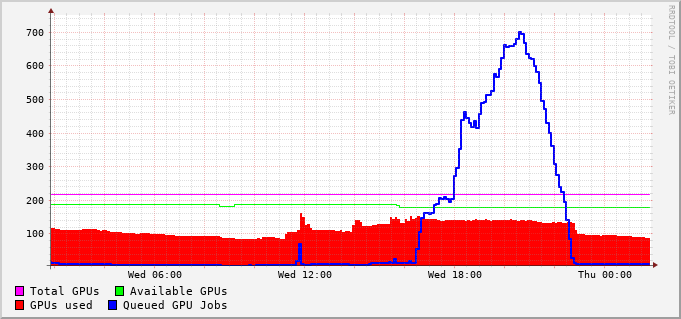 700
600
500
400
300
200
100
Wed 06:00 Wed 12:00 Wed 18:00 Thu 00:00
Total GPUs Available GPUs
GPUs used Queued GPU Jobs
RRDTOOL / TOBI OETIKER